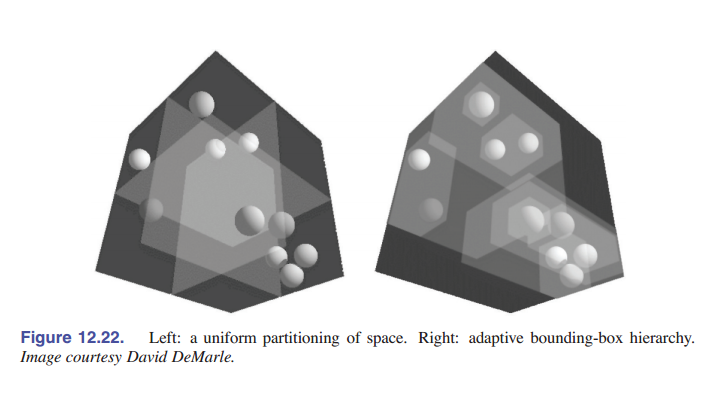 Figure 12.22. Left: a uniform partitioning of space. Right: adaptive bounding-box hierarchy.
Image courtesy David DeMarle.